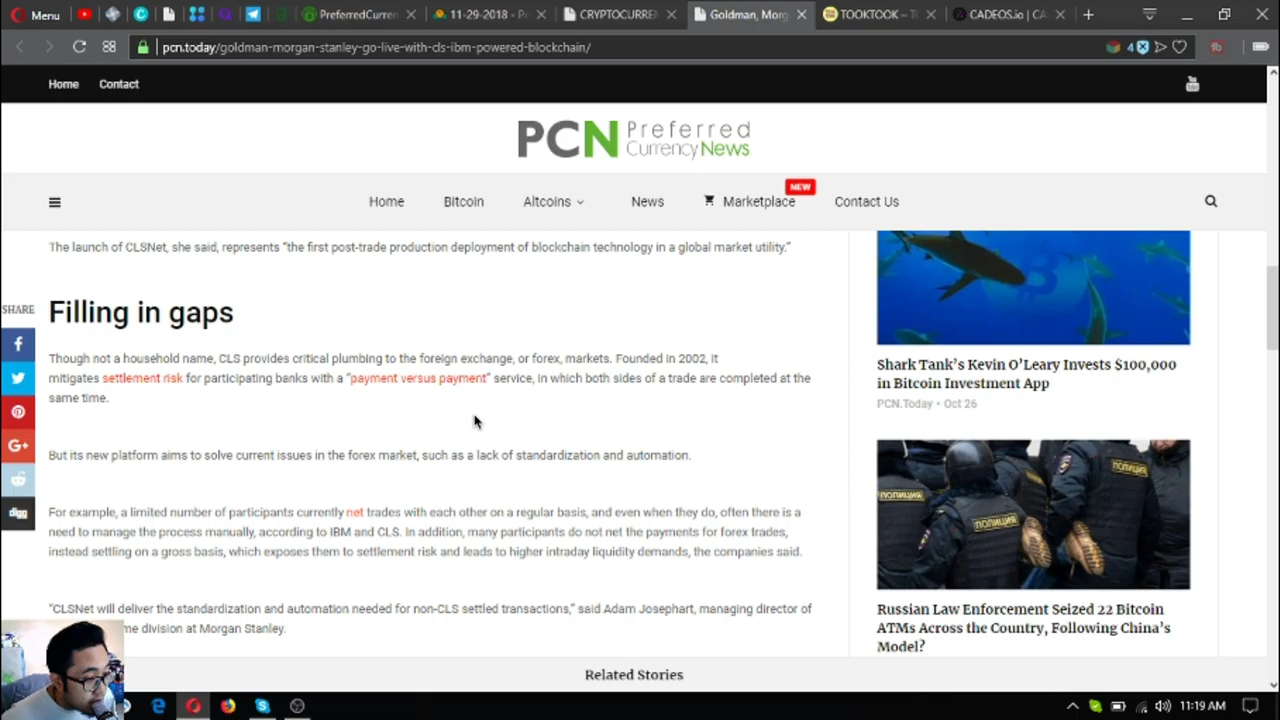 Menu
PreferredCurre
11-29-2018 - P
CRYPTOCURRE
Goldman, Morg
TOOKTOOK – T
CADEOS.io | CA
88
pcn.today/goldman-morgan-stanley-go-live-with-cls-ibm-powered-blockchain/
4
Home Contact
You Tube
PCN Preferred CurrencyNews
NEW
Home Bitcoin Altcoins News Marketplace Contact Us
The launch of CLSNet, she said, represents “the first post-trade production deployment of blockchain technology in a global market utility.”
SHARE
Filling in gaps
Though not a household name, CLS provides critical plumbing to the foreign exchange, or forex, markets. Founded in 2002, it
mitigates settlement risk for participating banks with a “payment versus payment” service, in which both sides of a trade are completed at the
same time.
But its new platform aims to solve current issues in the forex market, such as a lack of standardization and automation.
For example, a limited number of participants currently net trades with each other on a regular basis, and even when they do, often there is a
need to manage the process manually, according to IBM and CLS. In addition, many participants do not net the payments for forex trades,
instead settling on a gross basis, which exposes them to settlement risk and leads to higher intraday liquidity demands, the companies said.
“CLSNet will deliver the standardization and automation needed for non-CLS settled transactions,” said Adam Josephart, managing director of
me division at Morgan Stanley.
f
G+
digg
Shark Tank’s Kevin O’Leary Invests $100,000
in Bitcoin Investment App
PCN.Today • Oct 26
ПОЛИЦИЯ
ПОЛИЦИЯ
ПОЛИЦИЯ
Russian Law Enforcement Seized 22 Bitcoin
ATMs Across the Country, Following China’s
Model?
Related Stories
11:19 AM